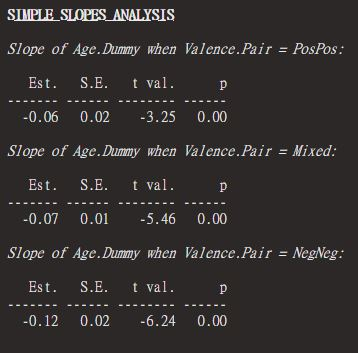 SIMPLE SLOPES ANALYSIS
Slope of Age.Dummy when Valence.Pair = PosPos:
Est. S.E. t val. p
------- ------ -------- ------
-0.06 0.02 -3.25 0.00
Slope of Age.Dummy when Valence.Pair = Mixed:
Est. S.E. t val. p
------- ------ -------- ------
-0.07 0.01 -5.46 0.00
Slope of Age.Dummy when Valence.Pair = NegNeg:
Est. S.E. t val. p
------- ------ -------- ------
-0.12 0.02 -6.24 0.00